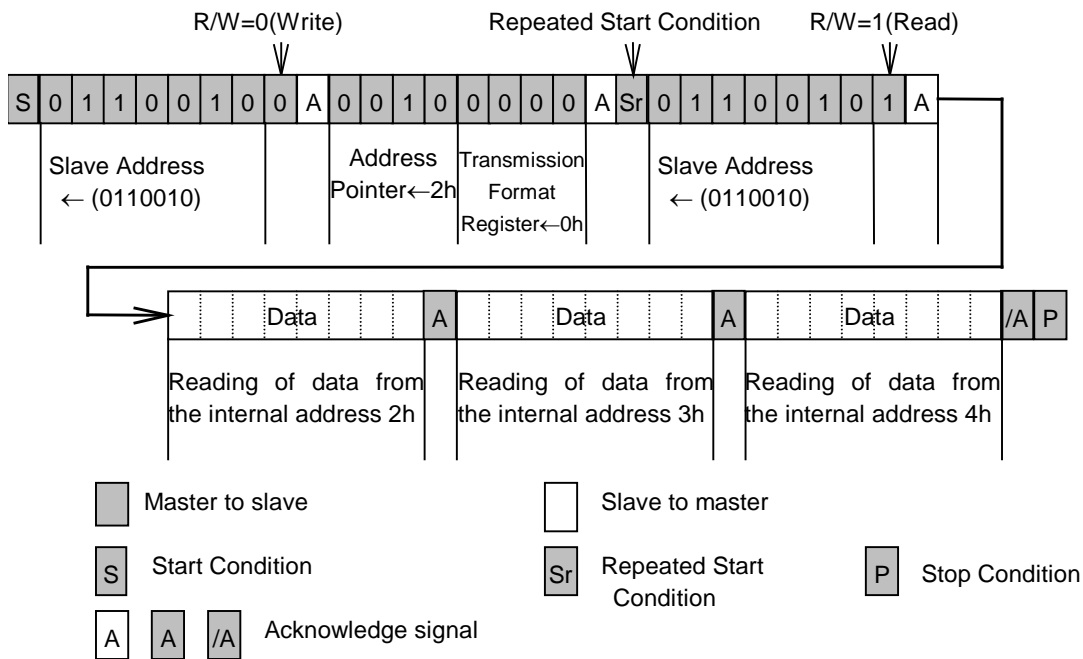 R/W=0(Write) Repeated Start Condition R/W=1(Read)
S 0 1 1 0 0 1 0 0 A 0 0 1 0 0 0 0 0 A Sr 0 1 1 0 0 1 0 1 A
Slave Address
← (0110010)
Address
Pointer←2h
Transmission
Format
Register←0h
Slave Address
← (0110010)
Data A Data A Data /A P
Reading of data from
the internal address 2h
Reading of data from
the internal address 3h
Reading of data from
the internal address 4h
Master to slave Slave to master
S Start Condition
Sr Repeated Start
Condition
P Stop Condition
A A /A Acknowledge signal